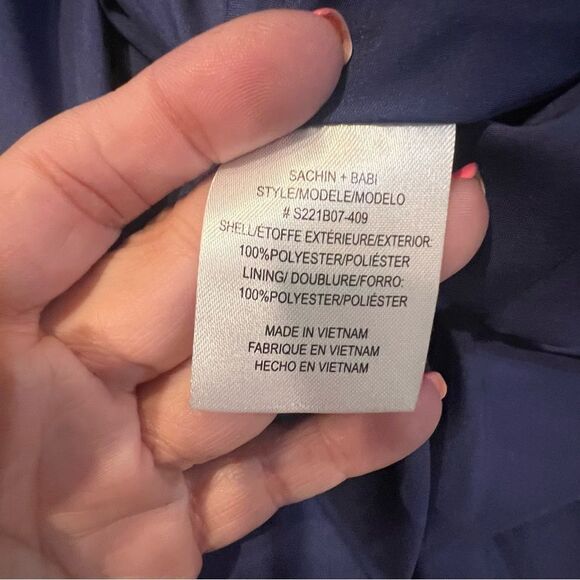 SACHIN + BABI
STYLE/MODELE/MODELO
# S221B07-409
SHELL/ÉTOFFE EXTÉRIEURE/EXTERIOR:
100%POLYESTER/POLIÉSTER
LINING/ DOUBLURE/FORRO:
100%POLYESTER/POLIÉSTER
MADE IN VIETNAM
FABRIQUE EN VIETNAM
HECHO EN VIETNAM